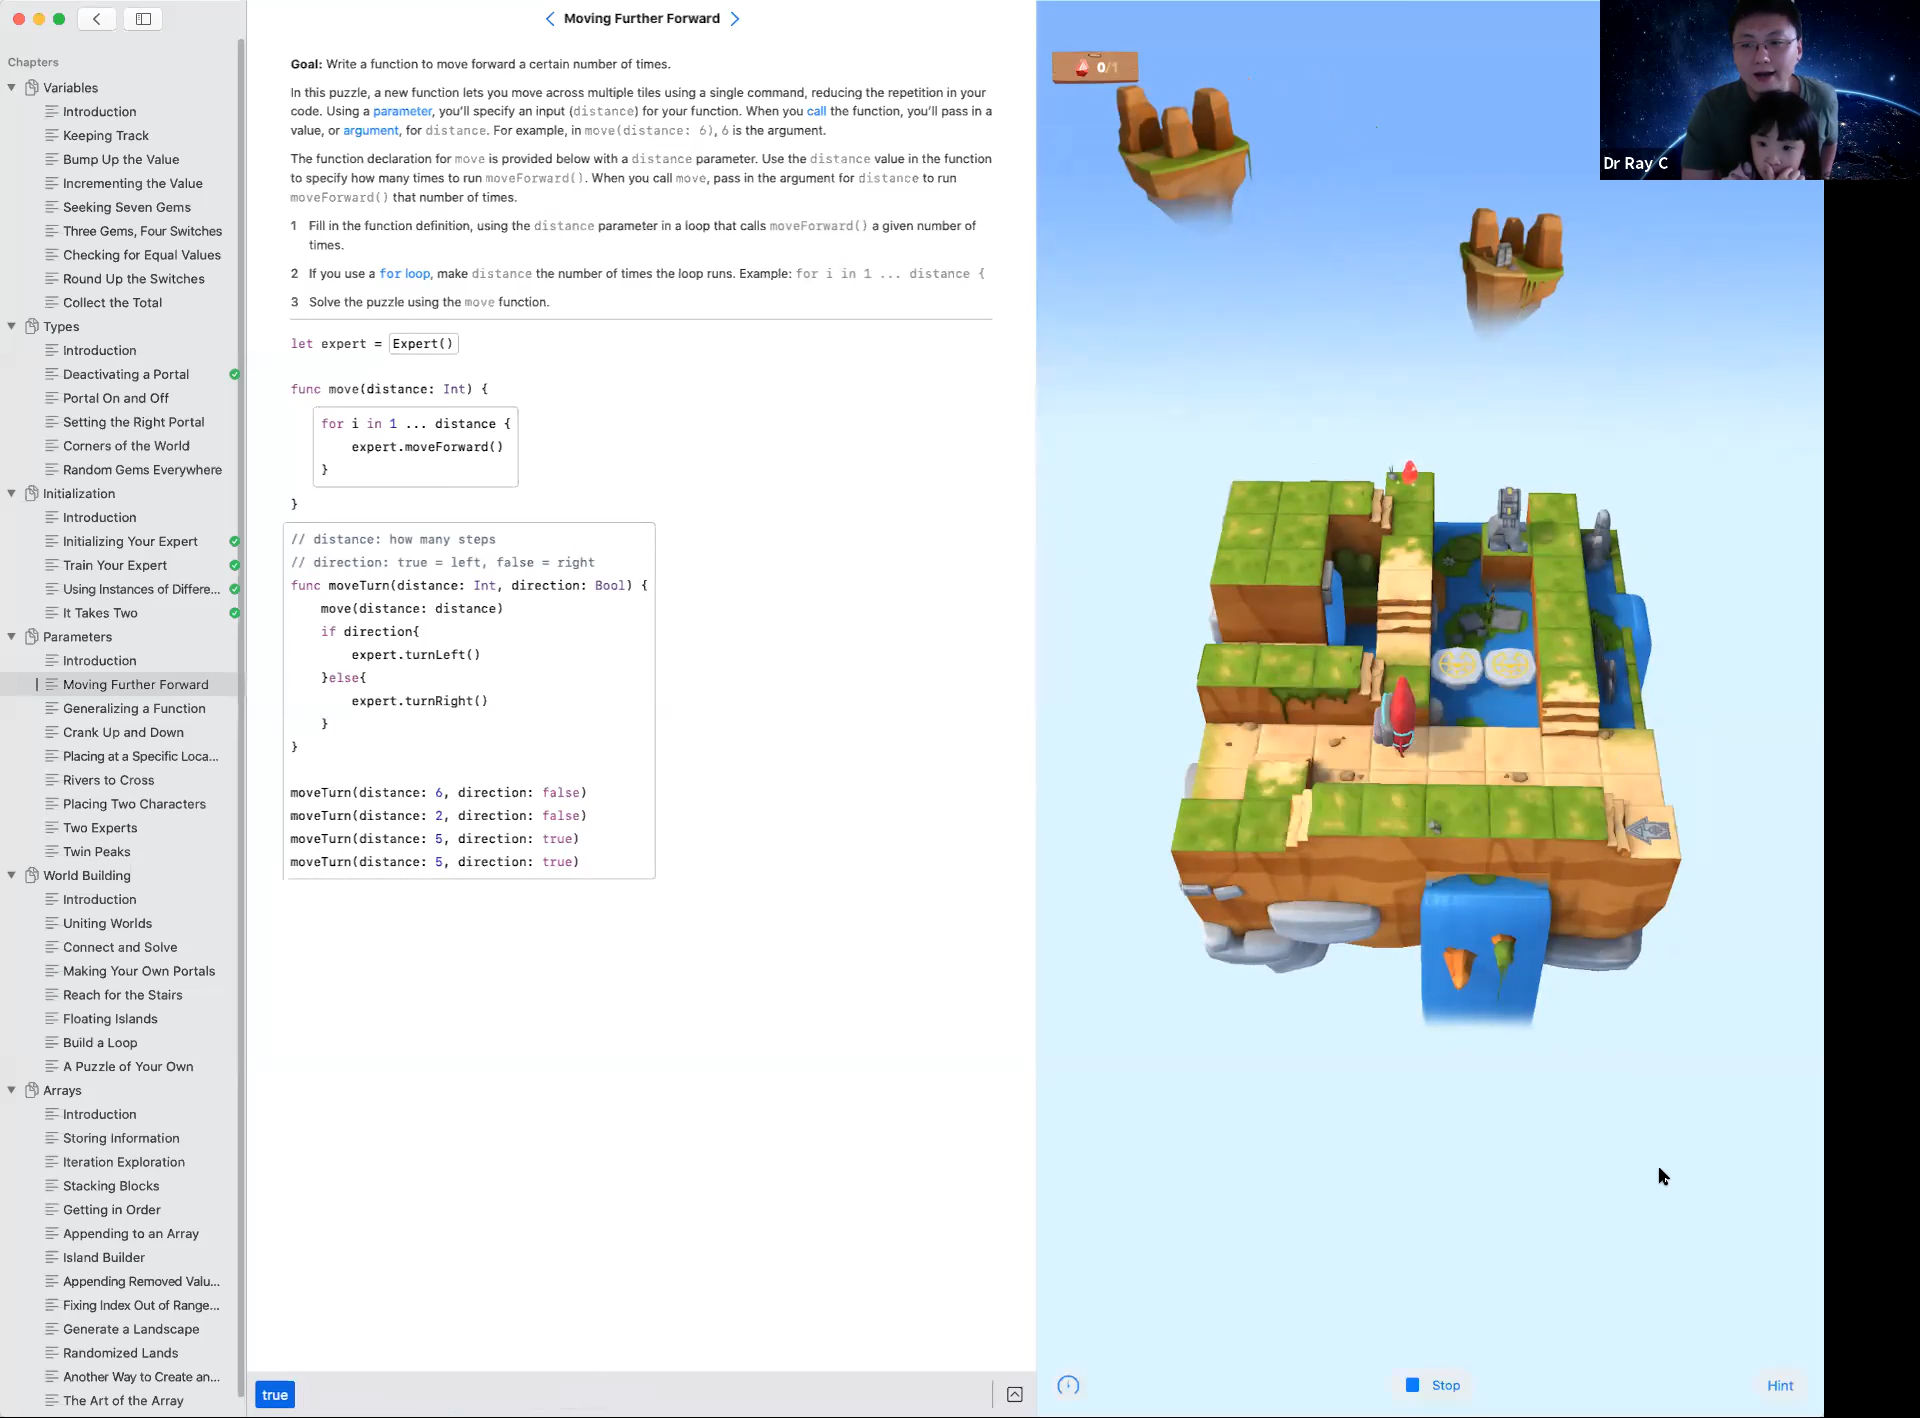 Moving Further Forward
Chapters
Variables
Introduction
Keeping Track
Bump Up the Value
Incrementing the Value
Seeking Seven Gems
Three Gems, Four Switches
Checking for Equal Values
Round Up the Switches
Collect the Total
Types
Introduction
Deactivating a Portal
Portal On and Off
Setting the Right Portal
Corners of the World
Random Gems Everywhere
Initialization
Introduction
Initializing Your Expert
Train Your Expert
Using Instances of Differe...
It Takes Two
Parameters
Introduction
Moving Further Forward
Generalizing a Function
Crank Up and Down
Placing at a Specific Loca...
Rivers to Cross
Placing Two Characters
Two Experts
Twin Peaks
World Building
Introduction
Uniting Worlds
Connect and Solve
Making Your Own Portals
Reach for the Stairs
Floating Islands
Build a Loop
A Puzzle of Your Own
Arrays
Introduction
Storing Information
Iteration Exploration
Stacking Blocks
Getting in Order
Appending to an Array
Island Builder
Appending Removed Valu...
Fixing Index Out of Range...
Generate a Landscape
Randomized Lands
Another Way to Create an...
The Art of the Array
Goal: Write a function to move forward a certain number of times.
In this puzzle, a new function lets you move across multiple tiles using a single command, reducing the repetition in your
code. Using a parameter, you'll specify an input (distance) for your function. When you call the function, you'll pass in a
value, or argument, for distance. For example, in move(distance: 6), 6 is the argument.
The function declaration for move is provided below with a distance parameter. Use the distance value in the function
to specify how many times to run moveForward(). When you call move, pass in the argument for distance to run
moveForward() that number of times.
1 Fill in the function definition, using the distance parameter in a loop that calls moveForward() a given number of
times.
2 If you use a for loop, make distance the number of times the loop runs. Example: for i in 1 ... distance {
3 Solve the puzzle using the move function.
let expert = Expert()
func move(distance: Int) {
for i in 1 ... distance {
expert.moveForward()
}
}
// distance: how many steps
// direction: true = left, false = right
func moveTurn(distance: Int, direction: Bool) {
move(distance: distance)
if direction{
expert.turnLeft()
}else{
expert.turnRight()
}
}
moveTurn(distance: 6, direction: false)
moveTurn(distance: 2, direction: false)
moveTurn(distance: 5, direction: true)
moveTurn(distance: 5, direction: true)
true
0/1
Dr Ray C
Stop
Hint